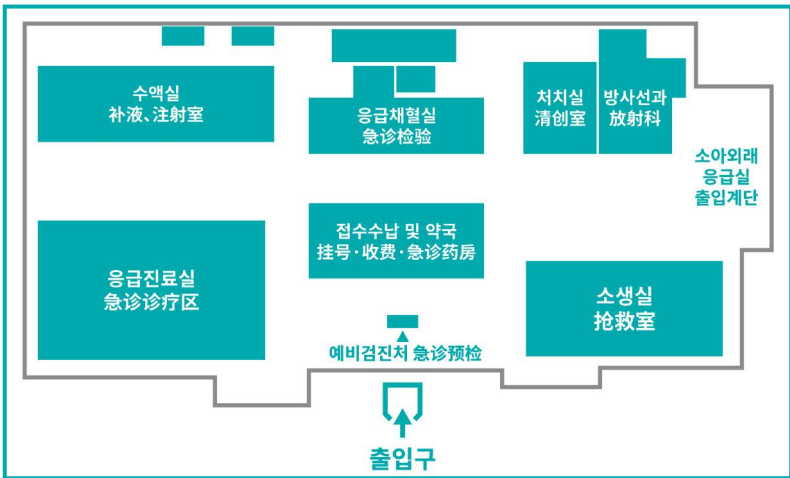 수액실
补液、注射室
응급채혈실
急诊检验
처치실
清创室
방사선과
放射科
소아외래
응급실
출입계단
응급진료실
急诊诊疗区
접수수납 및 약국
挂号·收费·急诊药房
소생실
抢救室
예비검진처 急诊预检
출입구